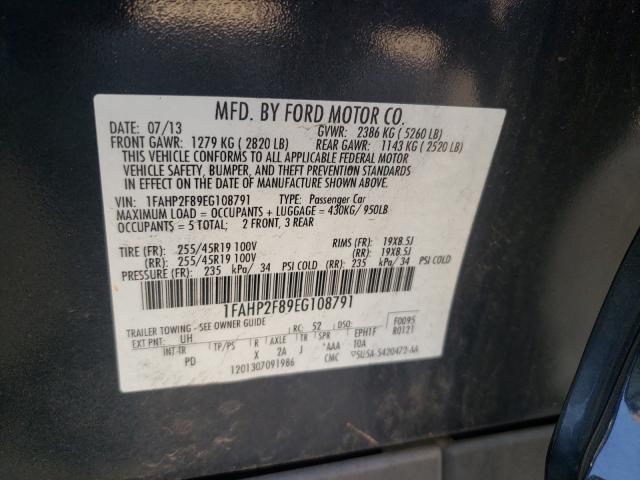 MFD. BY FORD MOTOR CO.
DATE: 07/13 GVWR: 2386 KG ( 5260 LB)
FRONT GAWR: 1279 KG ( 2820 LB) REAR GAWR: 1143 KG ( 2520 LB)
THIS VEHICLE CONFORMS TO ALL APPLICABLE FEDERAL MOTOR
VEHICLE SAFETY, BUMPER, AND THEFT PREVENTION STANDARDS
IN EFFECT ON THE DATE OF MANUFACTURE SHOWN ABOVE.
VIN: 1FAHP2F89EG108791 TYPE: Passenger Car
MAXIMUM LOAD = OCCUPANTS + LUGGAGE = 430KG/ 950LB
OCCUPANTS = 5 TOTAL; 2 FRONT, 3 REAR
TIRE (FR): 255/45R19 100V RIMS (FR): 19X8.5J
(RR): 255/45R19 100V (RR): 19X8.5J
PRESSURE (FR): 235 kPa/ 34 PSI COLD (RR): 235 kPa/ 34 PSI COLD
1FAHP2F89EG108791
TRAILER TOWING - SEE OWNER GUIDE RC: 52 DSO: F0095
EXT PNT: UH EPH1F R0121
INT TR TP/PS R AXLE TR SPR 10A
PD X 2A J *AAA CMC
1201307091986